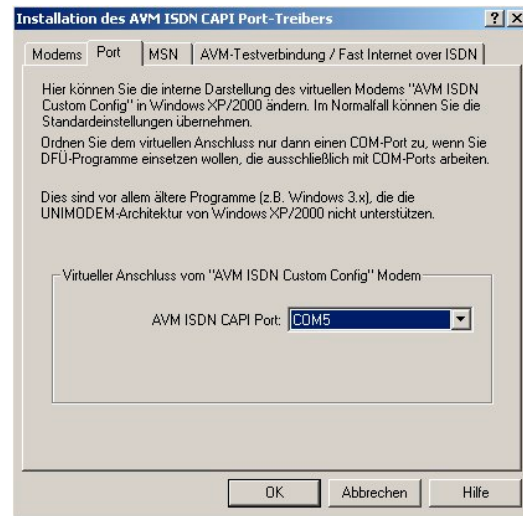 Installation des AVM ISDN CAPI Port-Treibers
Modems Port MSN AVM-Testverbindung / Fast Internet over ISDN
Hier können Sie die interne Darstellung des virtuellen Modems "AVM ISDN
Custom Config" in Windows XP/2000 ändern. Im Normalfall können Sie die
Standardeinstellungen übernehmen.
Ordnen Sie dem virtuellen Anschluss nur dann einen COM-Port zu, wenn Sie
DFÜ-Programme einsetzen wollen, die ausschließlich mit COM-Ports arbeiten.
Dies sind vor allem ältere Programme (z.B. Windows 3.x), die die
UNIMODEM-Architektur von Windows XP/2000 nicht unterstützen.
Virtueller Anschluss vom "AVM ISDN Custom Config" Modem
AVM ISDN CAPI Port: COM5
OK Abbrechen Hilfe